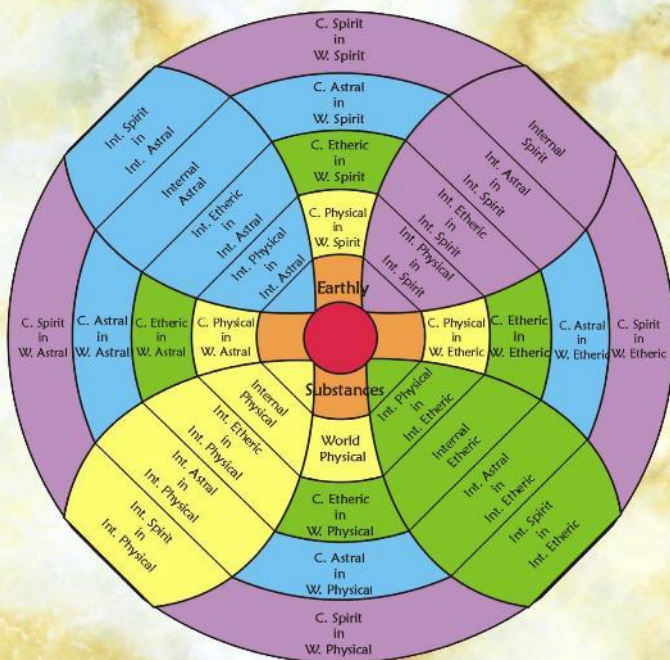 C. Spirit
in
W. Spirit
C. Astral
in
W. Spirit
C. Etheric
in
W. Spirit
C. Physical
in
W. Spirit
Int. Spirit
in
Int. Astral
Internal
Astral
Int. Etheric
in
Int. Astral
Int. Physical
in
Int. Astral
Internal
Spirit
Int. Astral
in
Int. Spirit
Int. Etheric
in
Int. Spirit
Int. Physical
in
Int. Spirit
Earthly
C. Spirit
in
W. Astral
C. Astral
in
W. Astral
C. Etheric
in
W. Astral
C. Physical
in
W. Astral
C. Physical
in
W. Etheric
C. Etheric
in
W. Etheric
C. Astral
in
W. Etheric
C. Spirit
in
W. Etheric
Substances
Internal
Physical
Int. Etheric
in
Int. Physical
Int. Astral
in
Int. Physical
Int. Spirit
in
Int. Physical
Int. Physical
in
Int. Etheric
Internal
Etheric
Int. Astral
in
Int. Etheric
Int. Spirit
in
Int. Etheric
World
Physical
C. Etheric
in
W. Physical
C. Astral
in
W. Physical
C. Spirit
in
W. Physical